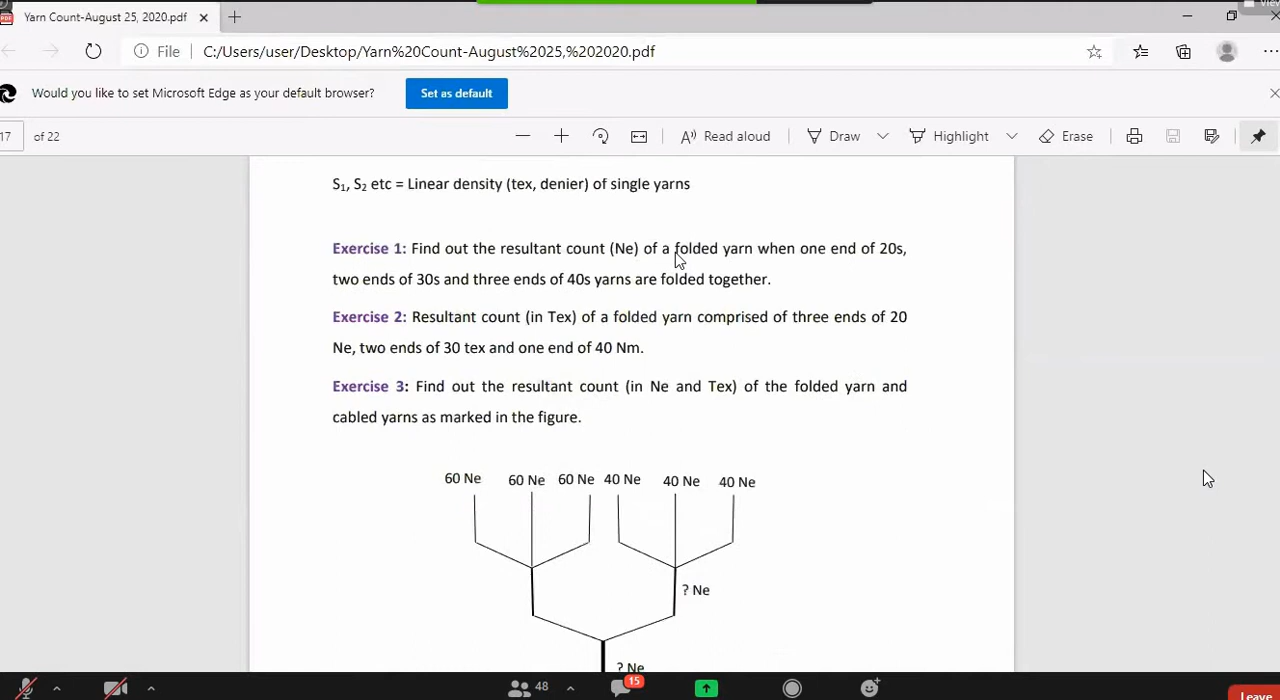 View
Yarn Count-August 25, 2020.pdf
File C:/Users/user/Desktop/Yarn%20Count-August%2025,%202020.pdf
Would you like to set Microsoft Edge as your default browser? Set as default
17 of 22 Read aloud Draw Highlight Erase
S₁, S₂ etc = Linear density (tex, denier) of single yarns
Exercise 1: Find out the resultant count (Ne) of a folded yarn when one end of 20s,
two ends of 30s and three ends of 40s yarns are folded together.
Exercise 2: Resultant count (in Tex) of a folded yarn comprised of three ends of 20
Ne, two ends of 30 tex and one end of 40 Nm.
Exercise 3: Find out the resultant count (in Ne and Tex) of the folded yarn and
cabled yarns as marked in the figure.
60 Ne 60 Ne 60 Ne 40 Ne 40 Ne 40 Ne
? Ne
? Ne
48 15
Leave